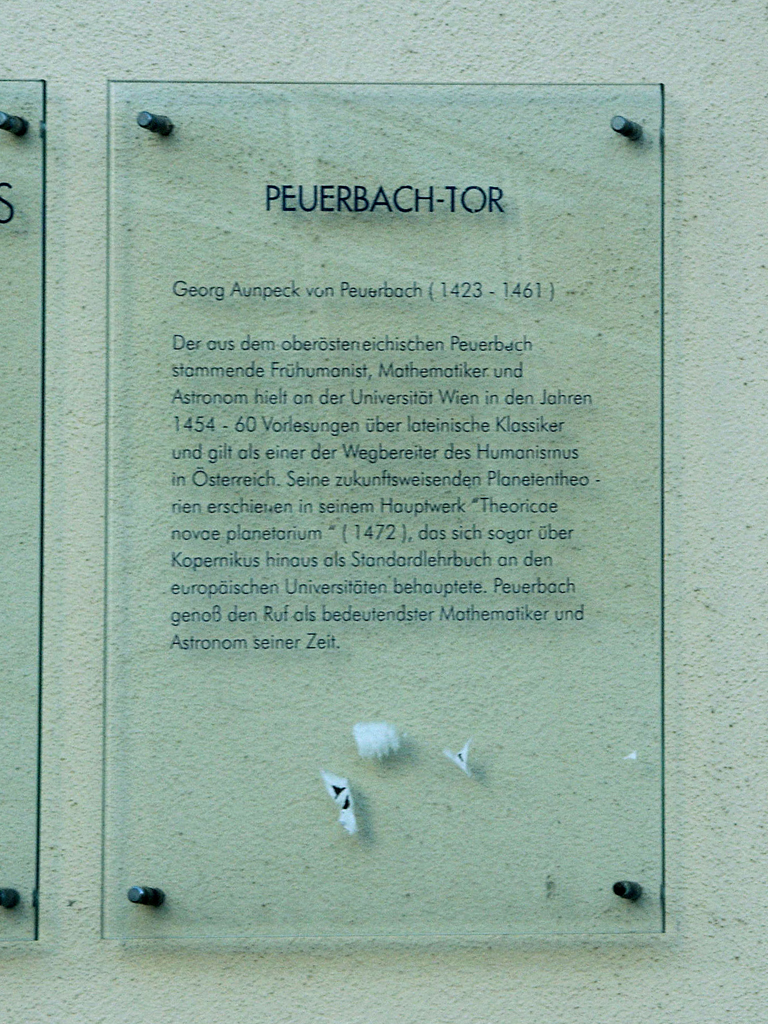 S
PEUERBACH-TOR
Georg Aunpeck von Peuerbach ( 1423 - 1461 )
Der aus dem oberösterreichischen Peuerbach
stammende Frühumanist, Mathematiker und
Astronom hielt an der Universität Wien in den Jahren
1454 - 60 Vorlesungen über lateinische Klassiker
und gilt als einer der Wegbereiter des Humanismus
in Österreich. Seine zukunftsweisenden Planetentheo -
rien erschienen in seinem Hauptwerk “Theoricae
novae planetarium “ ( 1472 ), das sich sogar über
Kopernikus hinaus als Standardlehrbuch an den
europäischen Universitäten behauptete. Peuerbach
genoß den Ruf als bedeutendster Mathematiker und
Astronom seiner Zeit.